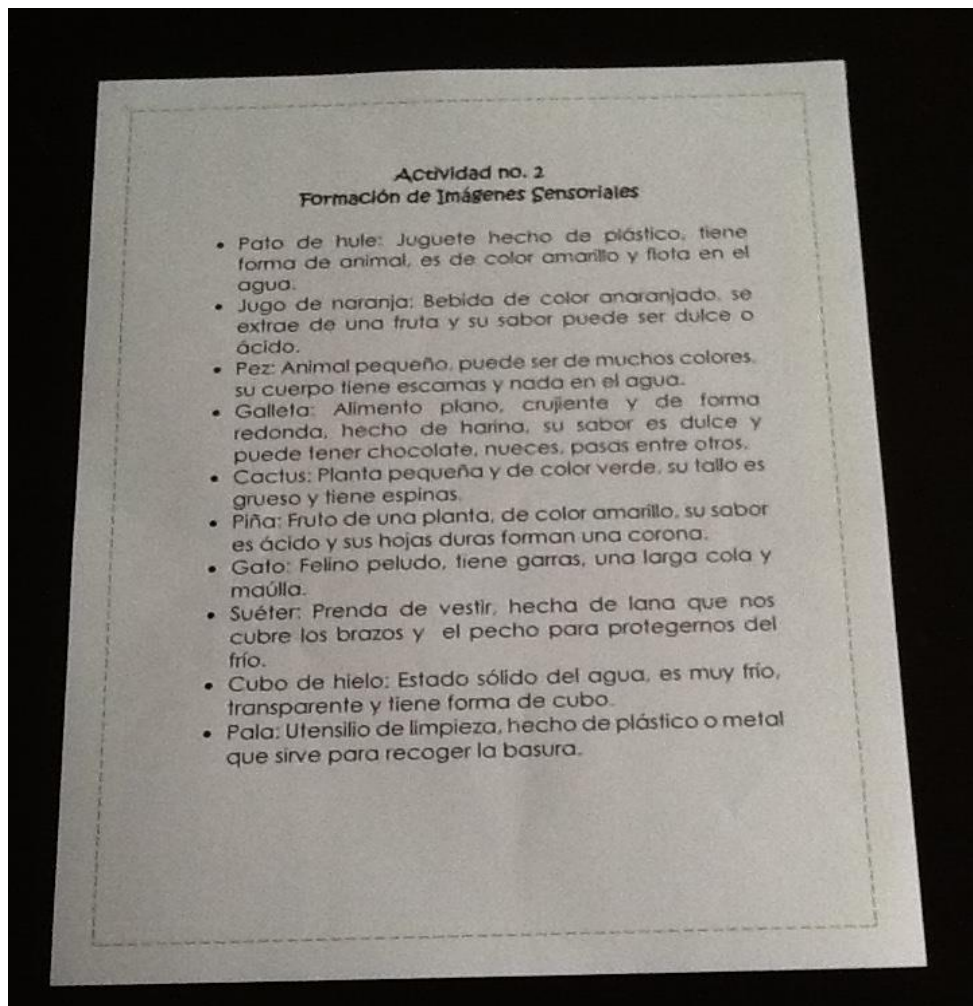 Actividad no. 2
Formación de Imágenes Sensoriales
• Pato de hule: Juguete hecho de plástico, tiene
forma de animal, es de color amarillo y flota en el
agua.
• Jugo de naranja: Bebida de color anaranjado, se
extrae de una fruta y su sabor puede ser dulce o
ácido.
• Pez: Animal pequeño, puede ser de muchos colores,
su cuerpo tiene escamas y nada en el agua.
• Galleta: Alimento plano, crujiente y de forma
redonda, hecho de harina, su sabor es dulce y
puede tener chocolate, nueces, pasas entre otros.
• Cactus: Planta pequeña y de color verde, su tallo es
grueso y tiene espinas.
• Piña: Fruto de una planta, de color amarillo, su sabor
es ácido y sus hojas duras forman una corona.
• Gato: Felino peludo, tiene garras, una larga cola y
maúlla.
• Suéter: Prenda de vestir, hecha de lana que nos
cubre los brazos y el pecho para protegernos del
frío.
• Cubo de hielo: Estado sólido del agua, es muy frío,
transparente y tiene forma de cubo.
• Pala: Utensilio de limpieza, hecho de plástico o metal
que sirve para recoger la basura.